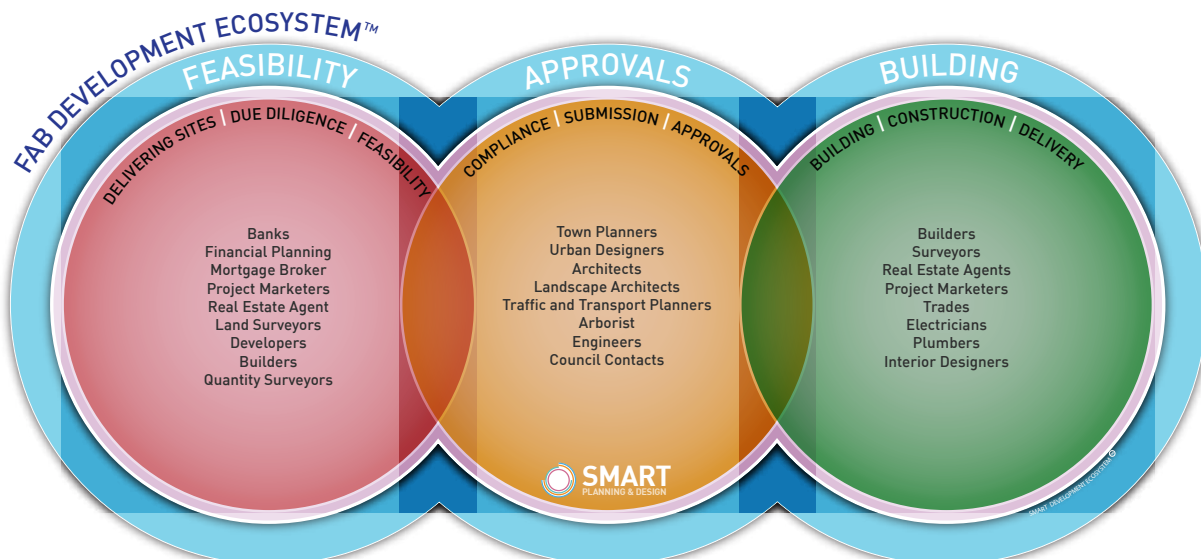 FAB DEVELOPMENT ECOSYSTEM™
FEASIBILITY
DELIVERING SITES | DUE DILIGENCE | FEASIBILITY
Banks
Financial Planning
Mortgage Broker
Project Marketers
Real Estate Agent
Land Surveyors
Developers
Builders
Quantity Surveyors
APPROVALS
COMPLIANCE | SUBMISSION | APPROVALS
Town Planners
Urban Designers
Architects
Landscape Architects
Traffic and Transport Planners
Arborist
Engineers
Council Contacts
SMART
PLANNING & DESIGN
BUILDING
BUILDING | CONSTRUCTION | DELIVERY
Builders
Surveyors
Real Estate Agents
Project Marketers
Trades
Electricians
Plumbers
Interior Designers
SMART DEVELOPMENT ECOSYSTEM